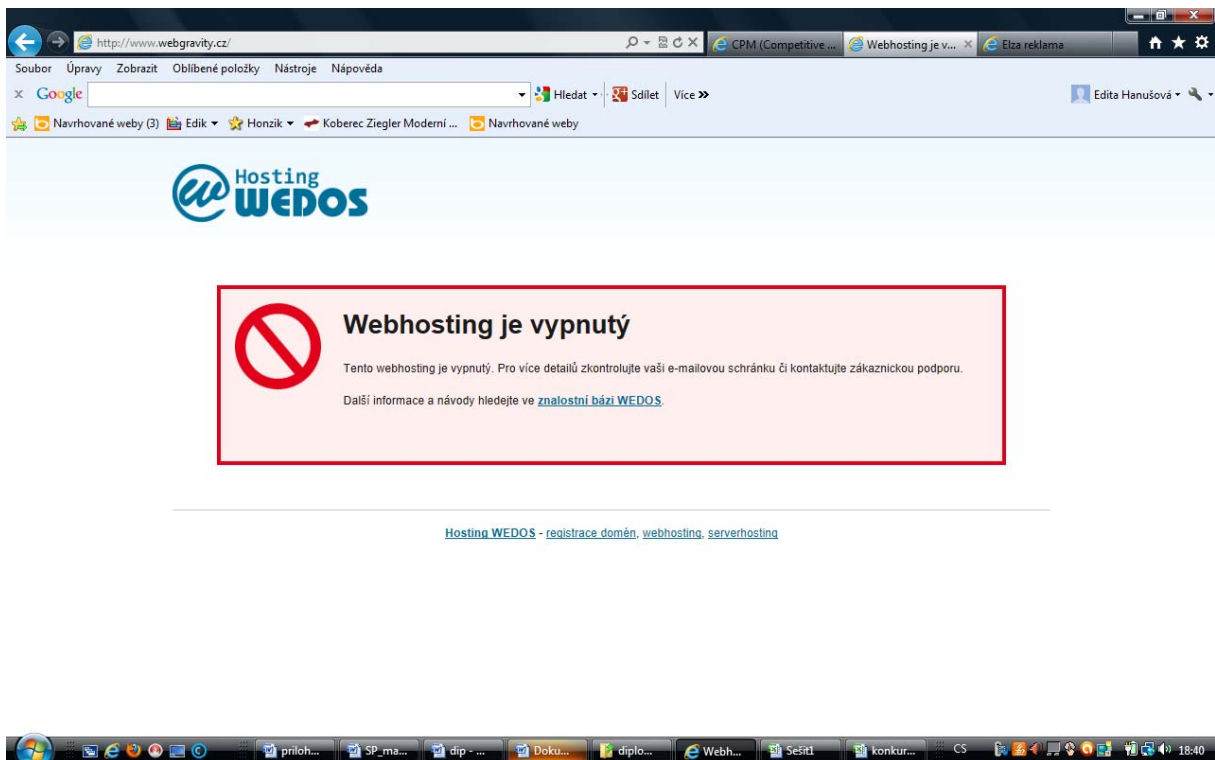 http://www.webgravity.cz/
CPM (Competitive ...
Webhosting je v...
Elza reklama
Soubor Úpravy Zobrazit Oblíbené položky Nástroje Nápověda
x Google Hledat Sdílet Více »
Edita Hanušová
Navrhované weby (3) Edik Honzik Koberec Ziegler Moderní ... Navrhované weby
Hosting
WEDOS
Webhosting je vypnutý
Tento webhosting je vypnutý. Pro více detailů zkontrolujte vaši e-mailovou schránku či kontaktujte zákaznickou podporu.
Další informace a návody hledejte ve znalostní bázi WEDOS.
Hosting WEDOS - registrace domén, webhosting, serverhosting
priloh... SP_ma... dip - ... Doku... diplo... Webh... Sešit1 konkur... CS 18:40